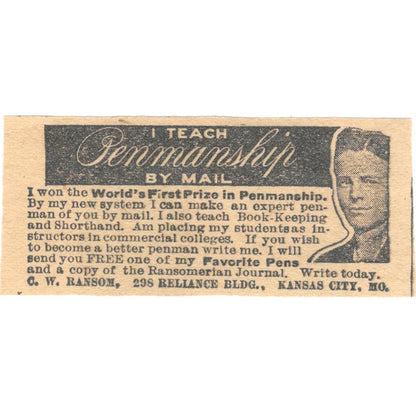 I TEACH
Penmanship
BY MAIL
I won the World's First Prize in Penmanship.
By my new system I can make an expert pen-
man of you by mail. I also teach Book-Keeping
and Shorthand. Am placing my students as in-
structors in commercial colleges. If you wish
to become a better penman write me. I will
send you FREE one of my Favorite Pens
and a copy of the Ransomerian Journal. Write today.
C. W. RANSOM, 298 RELIANCE BLDG., KANSAS CITY, MO.